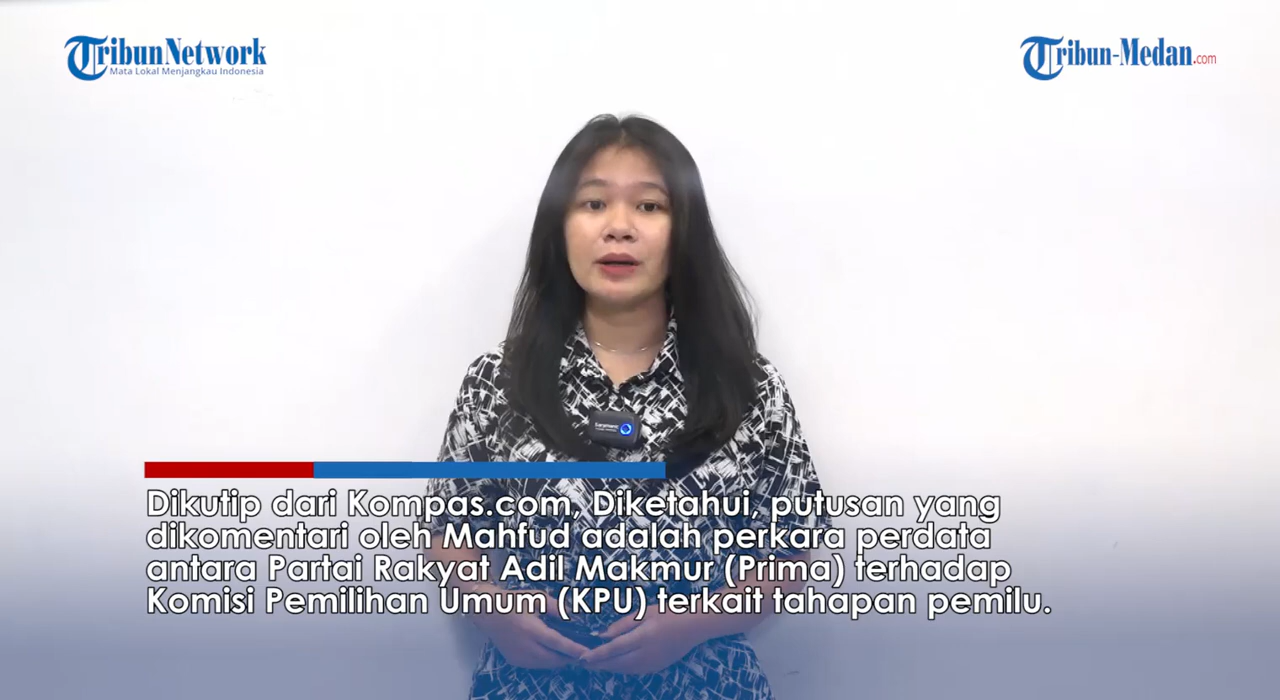 TribunNetwork
Mata Lokal Menjangkau Indonesia
Tribun-Medan.com
Dikutip dari Kompas.com, Diketahui, putusan yang
dikomentari oleh Mahfud adalah perkara perdata
antara Partai Rakyat Adil Makmur (Prima) terhadap
Komisi Pemilihan Umum (KPU) terkait tahapan pemilu.